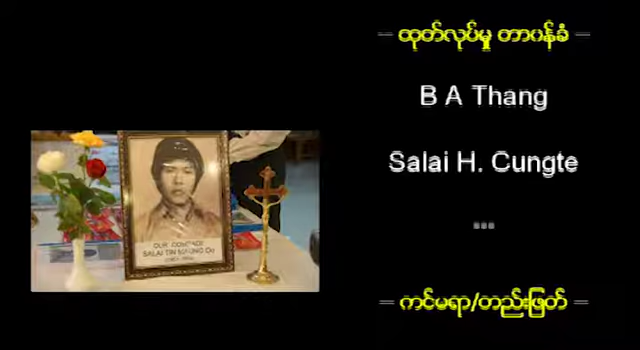 — ထုတ်လုပ်မှု တာဝန်ခံ —
B A Thang
Salai H. Cungte
...
— ကင်မရာ/တည်းဖြတ် —
OUR COMRADE
SALAI TIN MAUNG OO